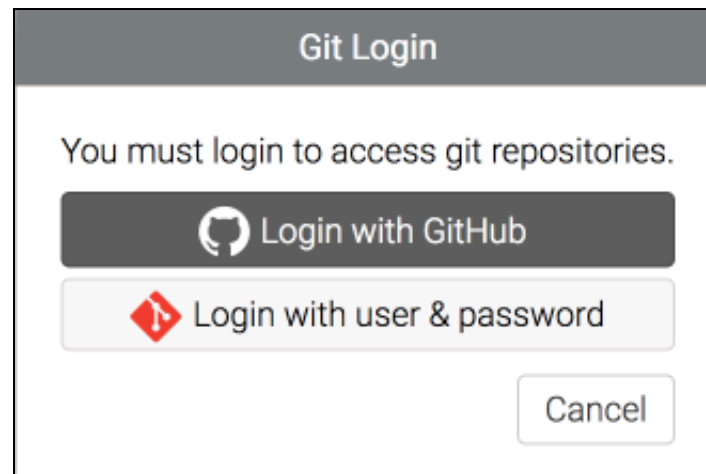 Git Login
You must login to access git repositories.
Login with GitHub
Login with user & password
Cancel